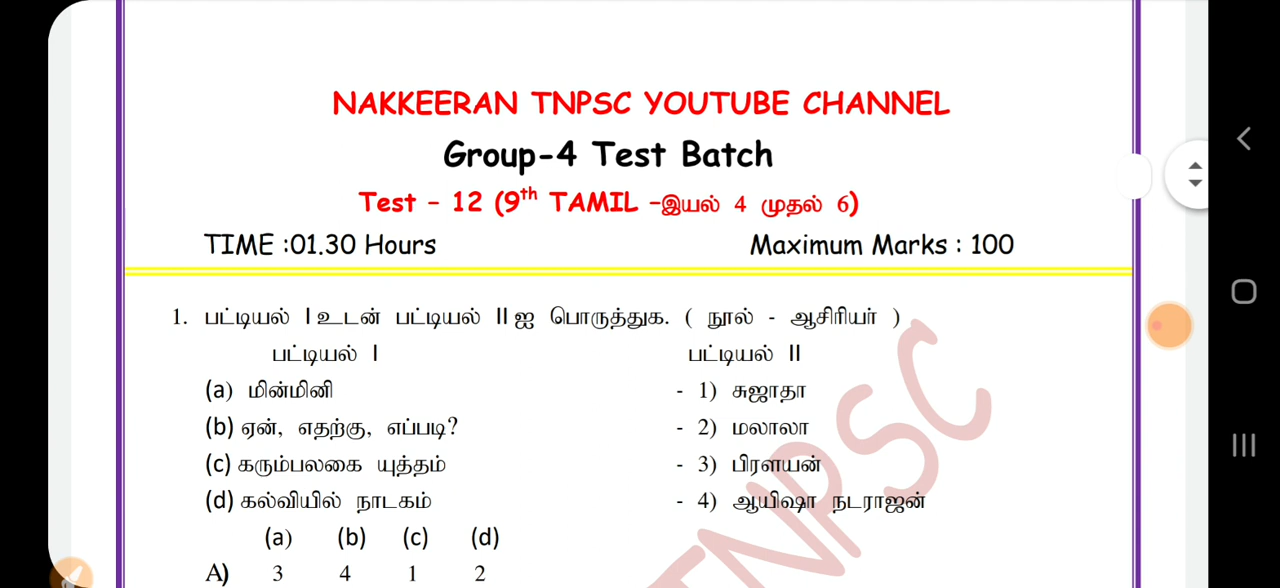 NAKKEERAN TNPSC YOUTUBE CHANNEL
Group-4 Test Batch
Test - 12 (9th TAMIL -இயல் 4 முதல் 6)
TIME :01.30 Hours Maximum Marks : 100
1. பட்டியல் I உடன் பட்டியல் II ஐ பொருத்துக. ( நூல் - ஆசிரியர் )
பட்டியல் I பட்டியல் II
(a) மின்மினி - 1) சுஜாதா
(b) ஏன், எதற்கு, எப்படி? - 2) மலாலா
(c) கரும்பலகை யுத்தம் - 3) பிரளயன்
(d) கல்வியில் நாடகம் - 4) ஆயிஷா நடராஜன்
(a) (b) (c) (d)
A) 3 4 1 2
TNPSC